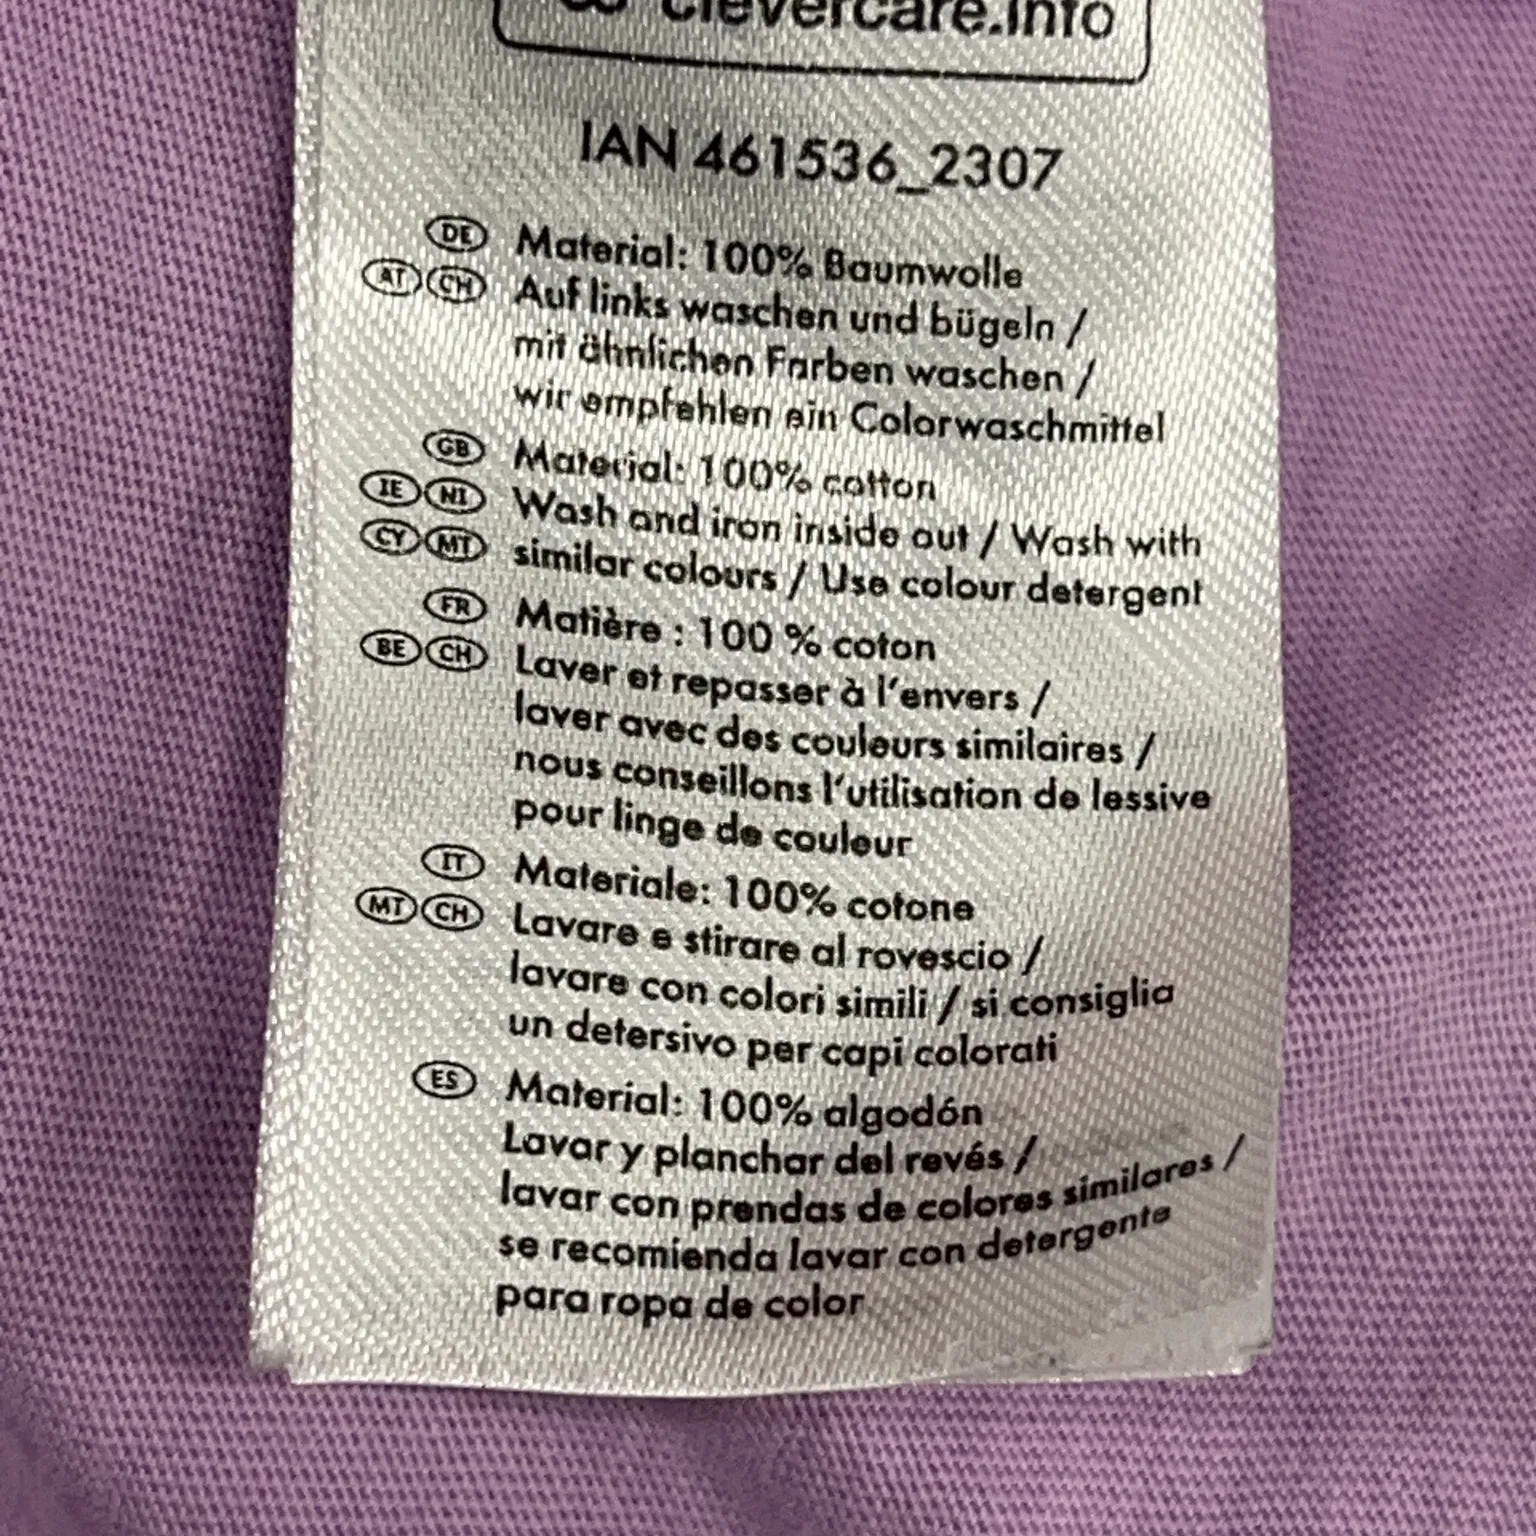 clevercare.info
IAN 461536_2307
DE Material: 100% Baumwolle
AT CH Auf links waschen und bügeln /
mit ähnlichen Farben waschen /
wir empfehlen ein Colorwaschmittel
GB Material: 100% cotton
IE NI Wash and iron inside out / Wash with
CY MT similar colours / Use colour detergent
FR Matière : 100 % coton
BE CH Laver et repasser à l'envers /
laver avec des couleurs similaires /
nous conseillons l'utilisation de lessive
pour linge de couleur
IT Materiale: 100% cotone
MT CH Lavare e stirare al rovescio /
lavare con colori simili / si consiglia
un detersivo per capi colorati
ES Material: 100% algodón
Lavar y planchar del revés /
lavar con prendas de colores similares /
se recomienda lavar con detergente
para ropa de color